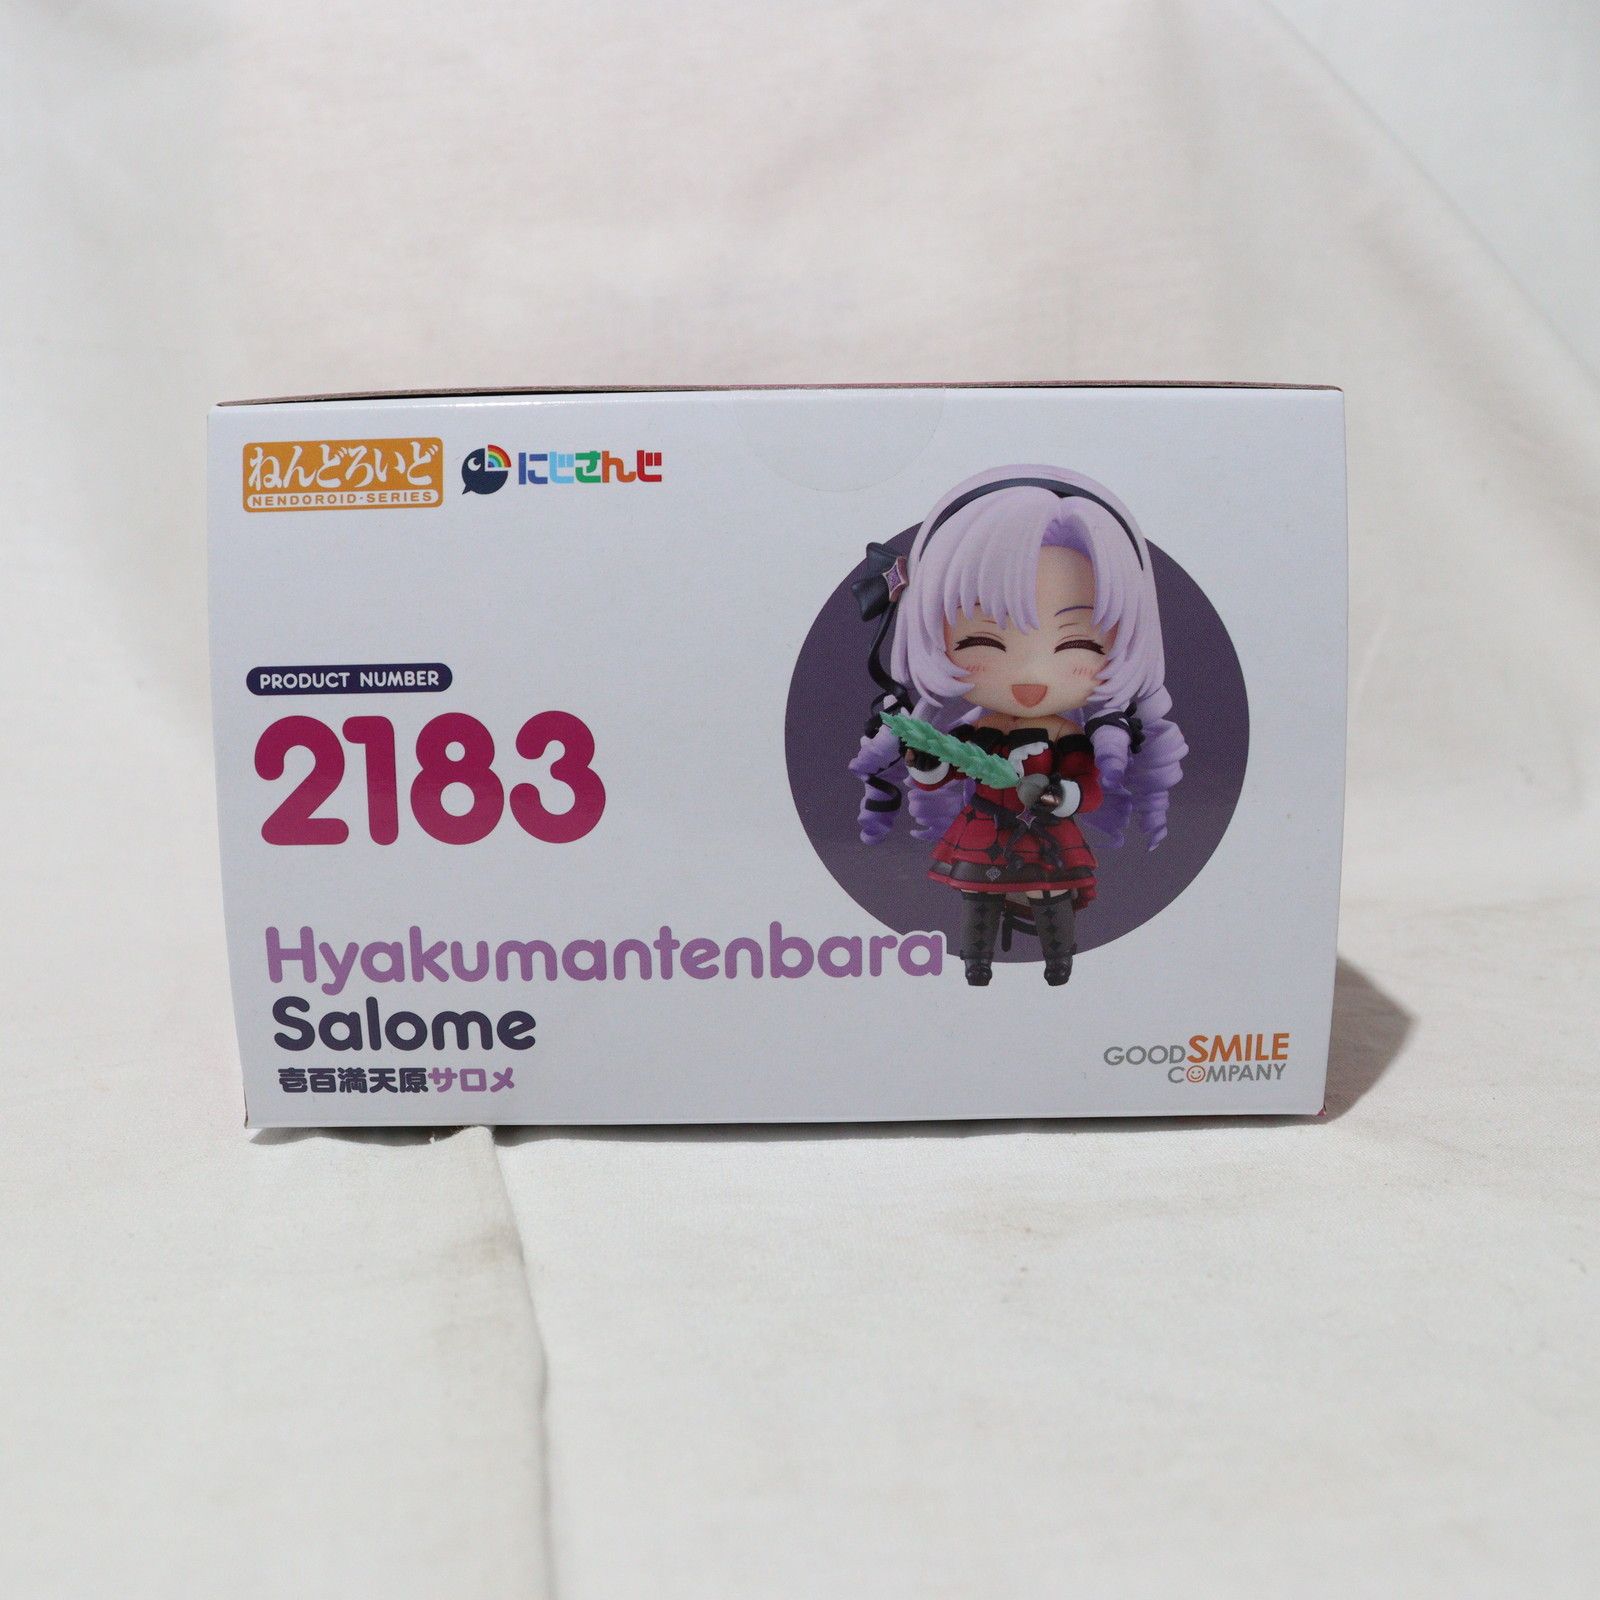 ねんどろいど
NENDOROID·SERIES
にじさんじ
PRODUCT NUMBER
2183
Hyakumantenbara
Salome
壱百満天原サロメ
GOOD SMILE
COMPANY